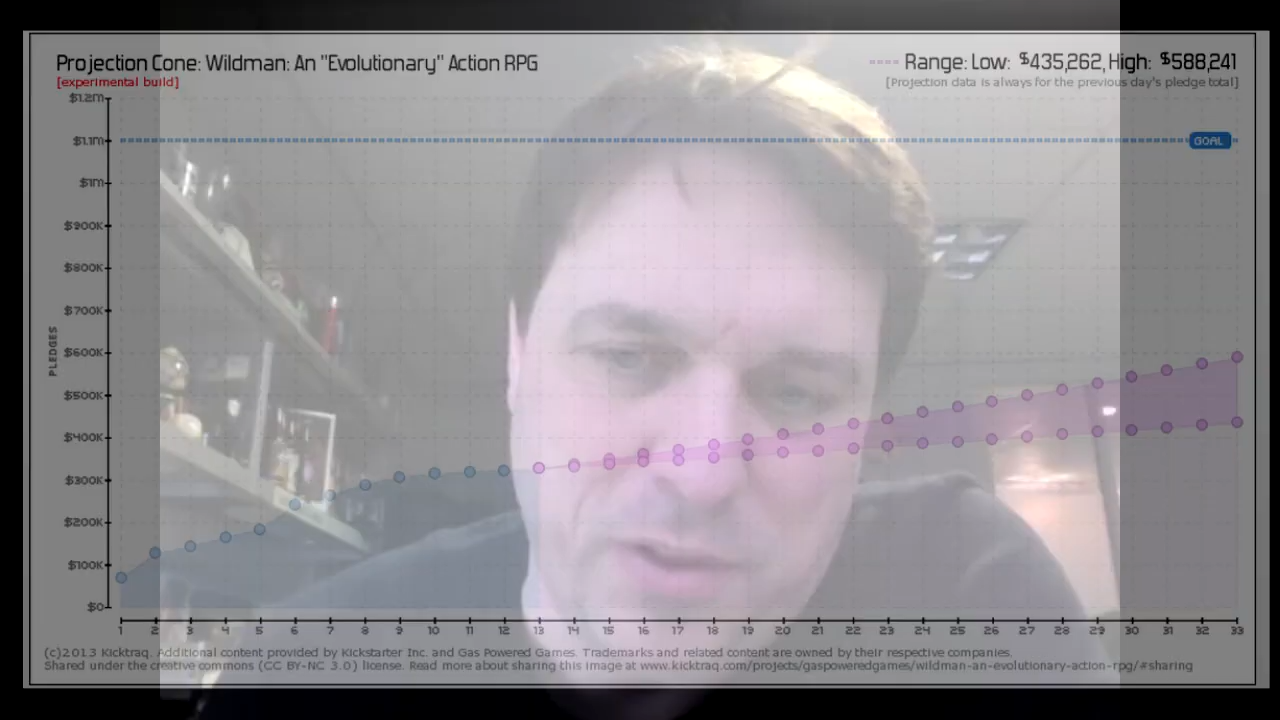 Projection Cone: Wildman: An "Evolutionary" Action RPG
Range: Low: $435,262, High: $588,241
[experimental build]
[Projection data is always for the previous day's pledge total]
$1.2M
$1.1M
GOAL
$1M
$900K
$800K
$700K
$600K
$500K
$400K
$300K
$200K
$100K
$0
PLEDGES
1 2 3 4 5 6 7 8 9 10 11 12 13 14 15 16 17 18 19 20 21 22 23 24 25 26 27 28 29 30 31 32 33
(c)2013 Kicktraq. Additional content provided by Kickstarter Inc. and Gas Powered Games. Trademarks and related content are owned by their respective companies.
Shared under the creative commons (CC BY-NC 3.0) license. Read more about sharing this image at www.kicktraq.com/projects/gaspoweredgames/wildman-an-evolutionary-action-rpg/#sharing